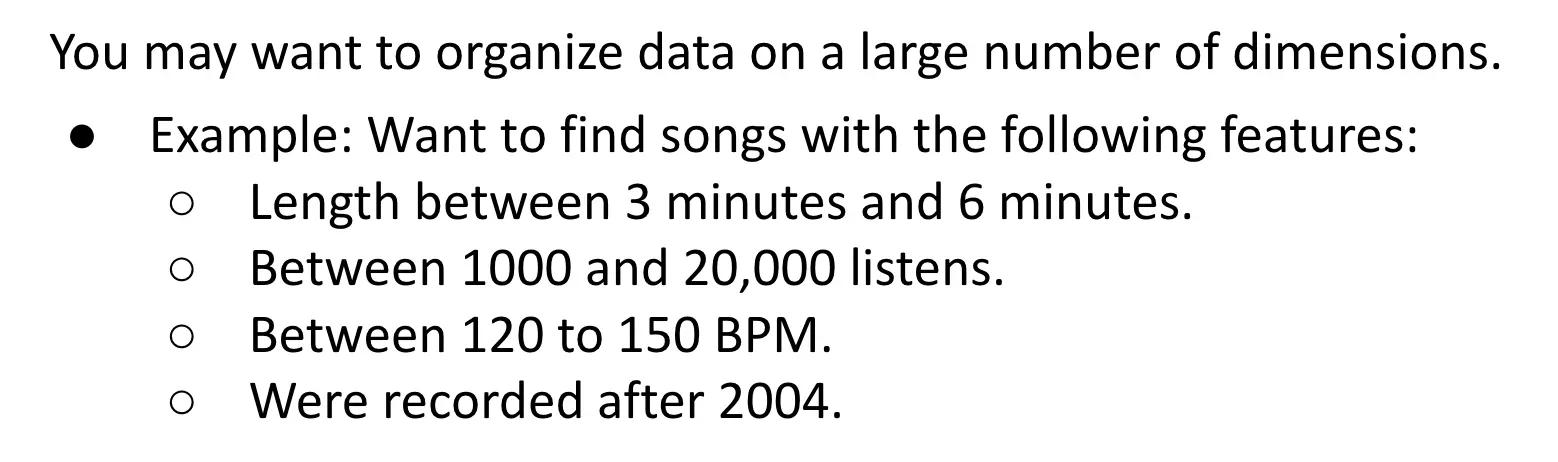 You may want to organize data on a large number of dimensions.
● Example: Want to find songs with the following features:
○ Length between 3 minutes and 6 minutes.
○ Between 1000 and 20,000 listens.
○ Between 120 to 150 BPM.
○ Were recorded after 2004.